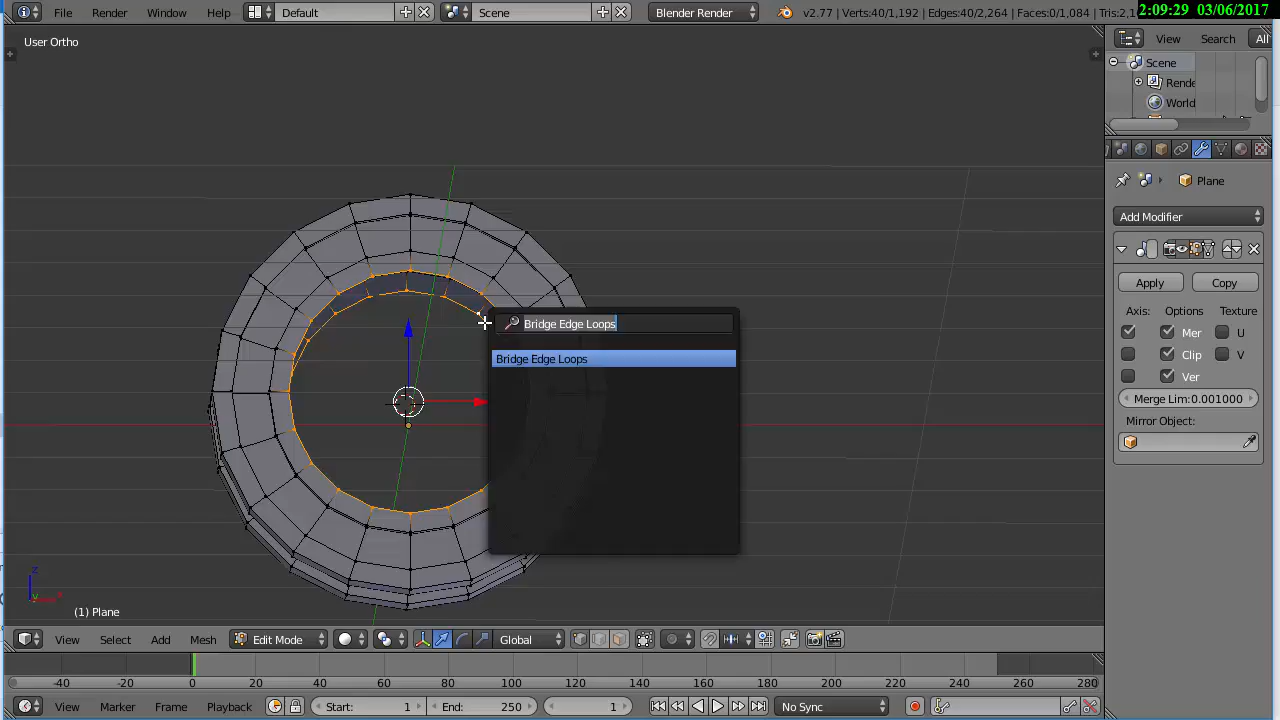 File Render Window Help Default Scene Blender Render v2.77 | Verts:40/1,192 | Edges:40/2,264 | Faces:0/1,084 | Tris:2,1
2:09:29 03/06/2017
User Ortho
View Search All
Scene
Rende
World
Plane
Add Modifier
Apply Copy
Axis: Options: Texture
Mer U
Clip V
Ver
Merge Lim:0.001000
Mirror Object:
Bridge Edge Loops
Bridge Edge Loops
z
x
y
(1) Plane
View Select Add Mesh Edit Mode Global
-40 -20 0 20 40 60 80 100 120 140 160 180 200 220 240 260 280
View Marker Frame Playback Start: 1 End: 250 1 No Sync